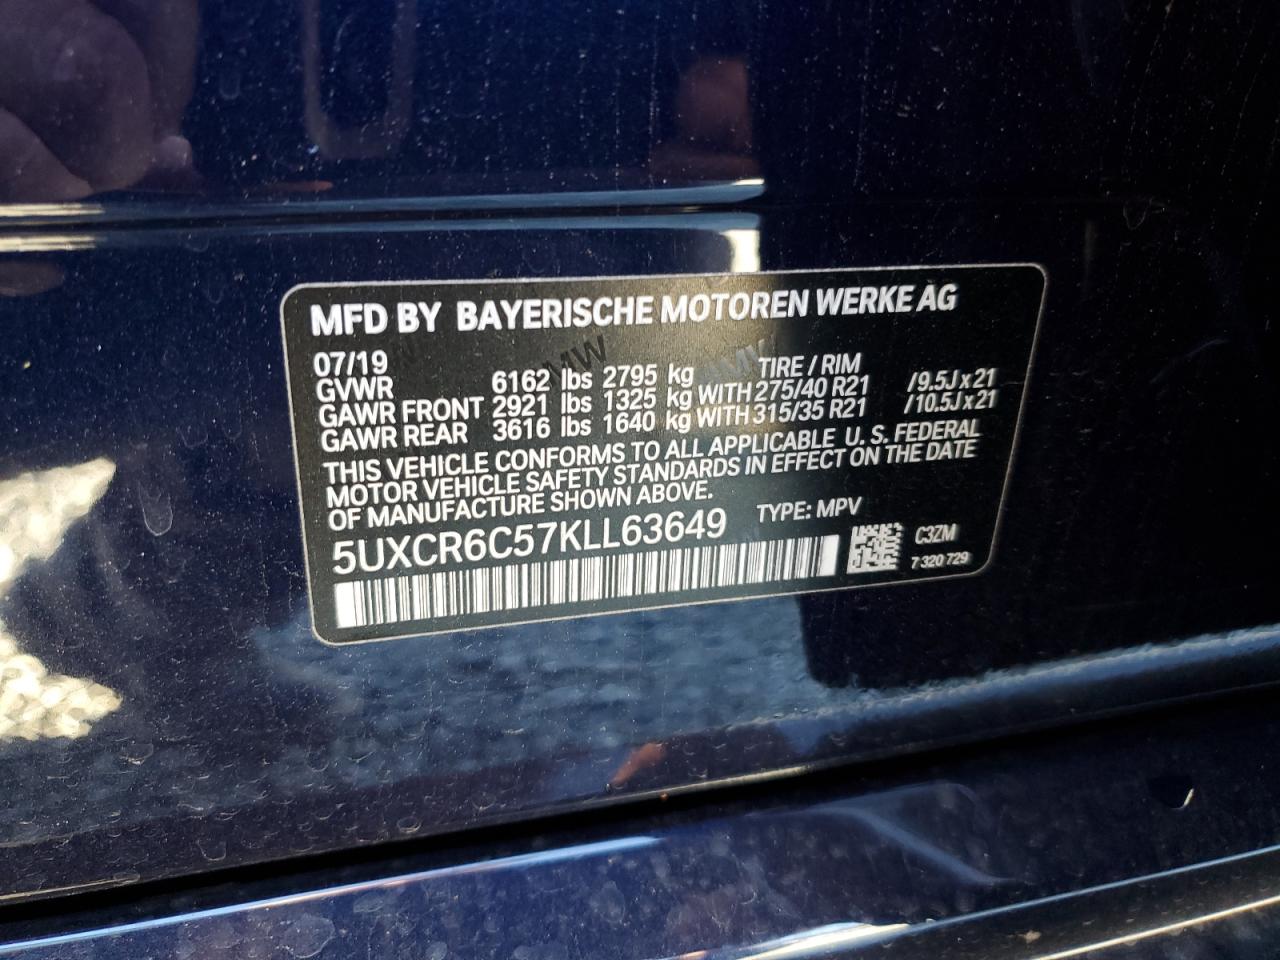 MFD BY BAYERISCHE MOTOREN WERKE AG
07/19 TIRE / RIM
GVWR 6162 lbs 2795 kg
GAWR FRONT 2921 lbs 1325 kg WITH 275/40 R21 /9.5J x 21
GAWR REAR 3616 lbs 1640 kg WITH 315/35 R21 /10.5J x 21
THIS VEHICLE CONFORMS TO ALL APPLICABLE U. S. FEDERAL
MOTOR VEHICLE SAFETY STANDARDS IN EFFECT ON THE DATE
OF MANUFACTURE SHOWN ABOVE.
5UXCR6C57KLL63649 TYPE: MPV
C3ZM
7 320 729